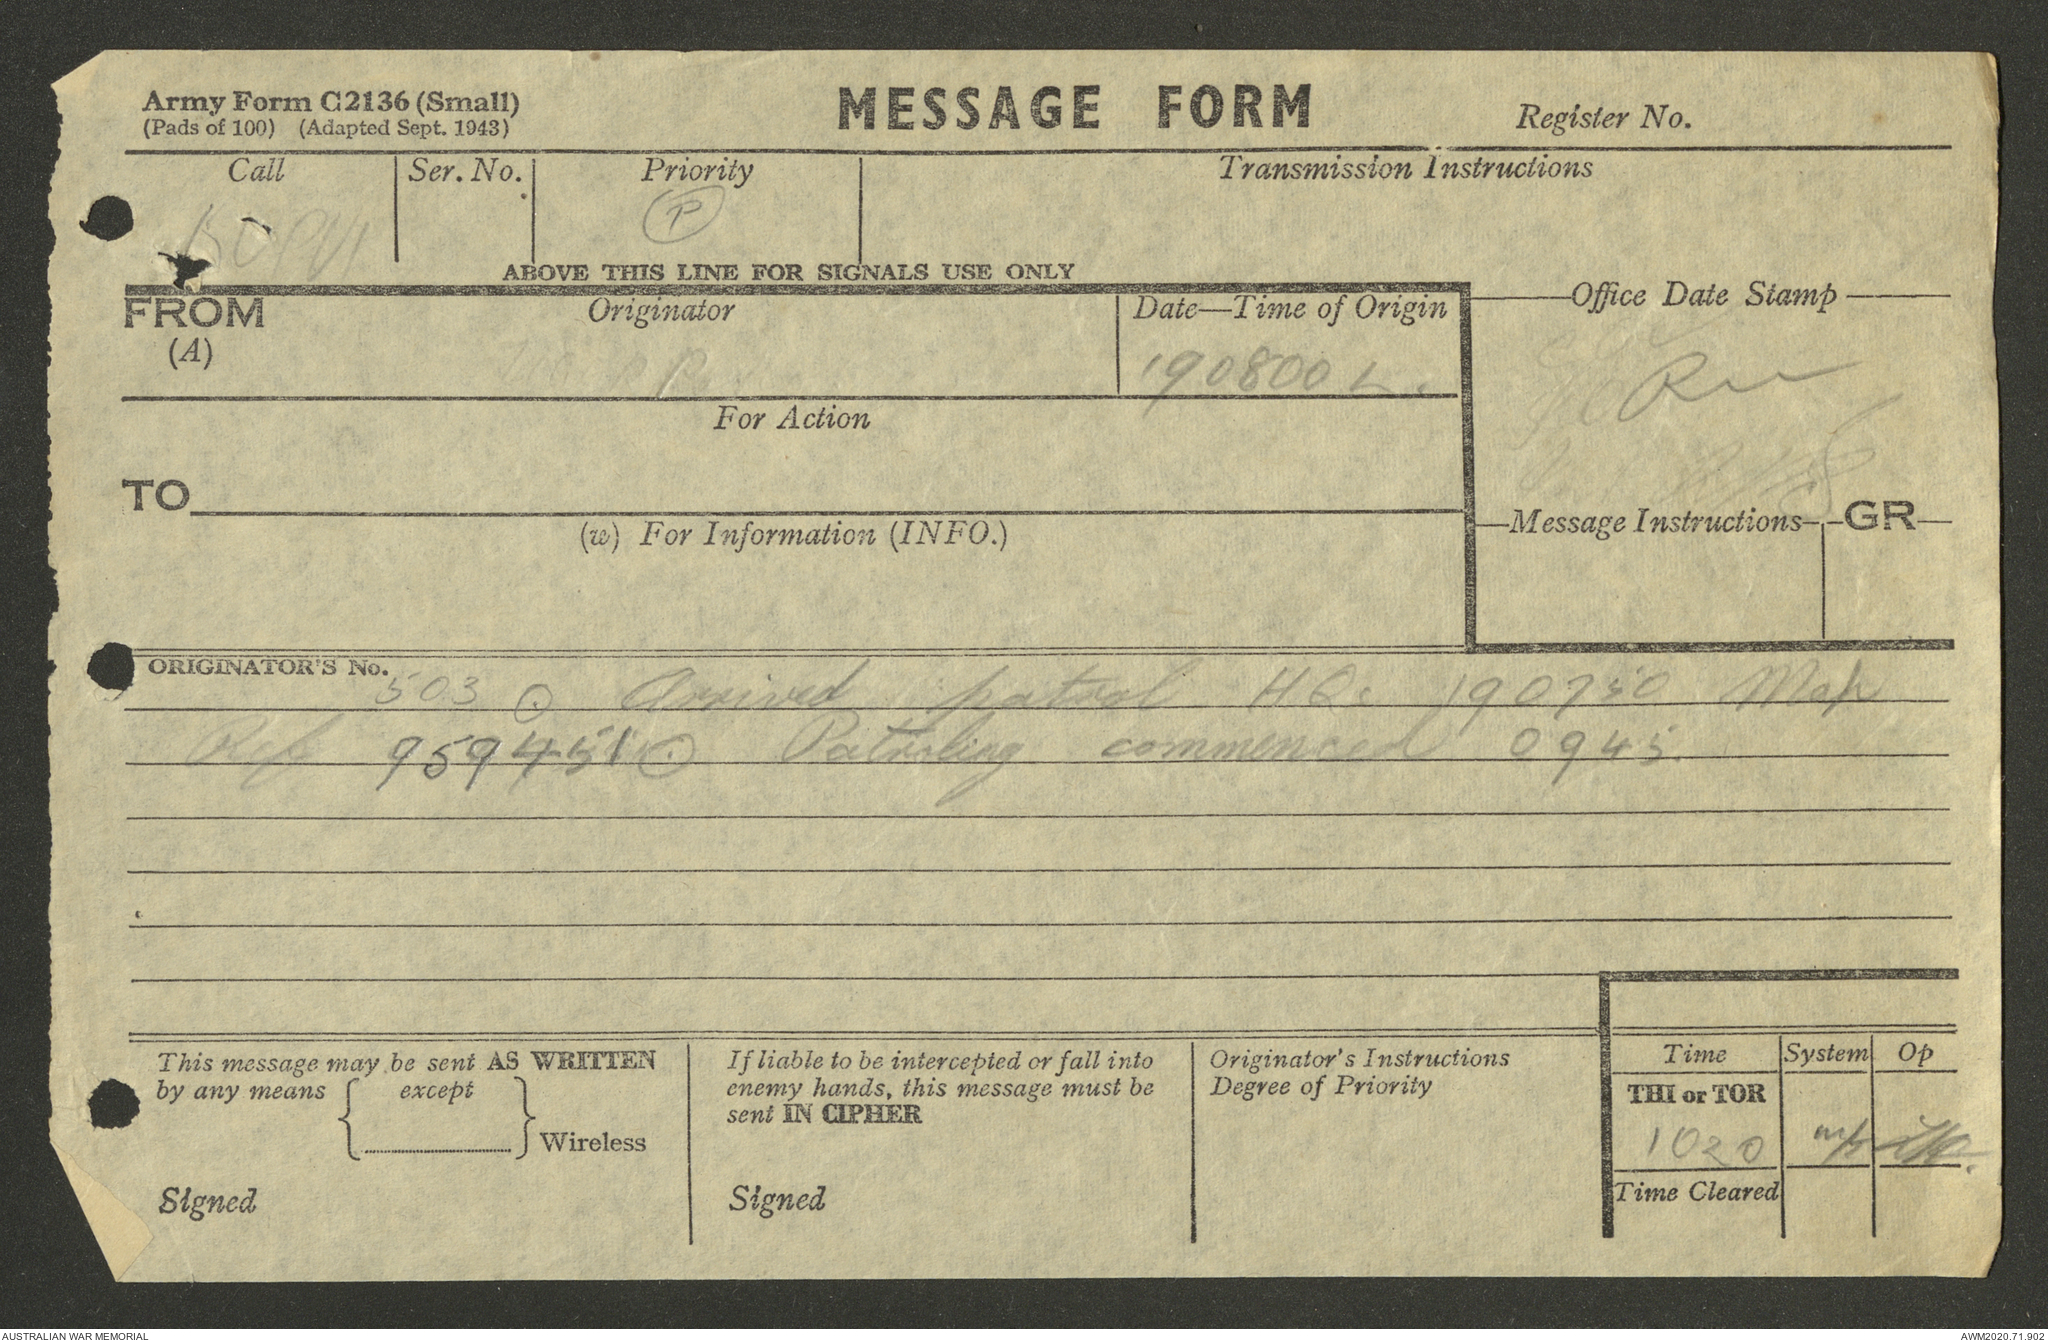 Army Form C2136 (Small)
(Pads of 100) (Adapted Sept. 1943)
MESSAGE FORM
Register No.
Call
Ser. No.
Priority
Transmission Instructions
P
ABOVE THIS LINE FOR SIGNALS USE ONLY
FROM
(A)
Originator
Date—Time of Origin
190800 L.
Office Date Stamp
For Action
TO
(w) For Information (INFO.)
Message Instructions
GR
ORIGINATOR'S No.
503 ⊙ Arrived patrol HQ. 190730 Map
Ref 959451 ⊙ Patrolling commenced 0945.
This message may be sent AS WRITTEN
by any means except
Wireless
Signed
If liable to be intercepted or fall into
enemy hands, this message must be
sent IN CIPHER
Signed
Originator's Instructions
Degree of Priority
Time System Op
THI or TOR
1020
Time Cleared
AUSTRALIAN WAR MEMORIAL
AWM2020.71.902